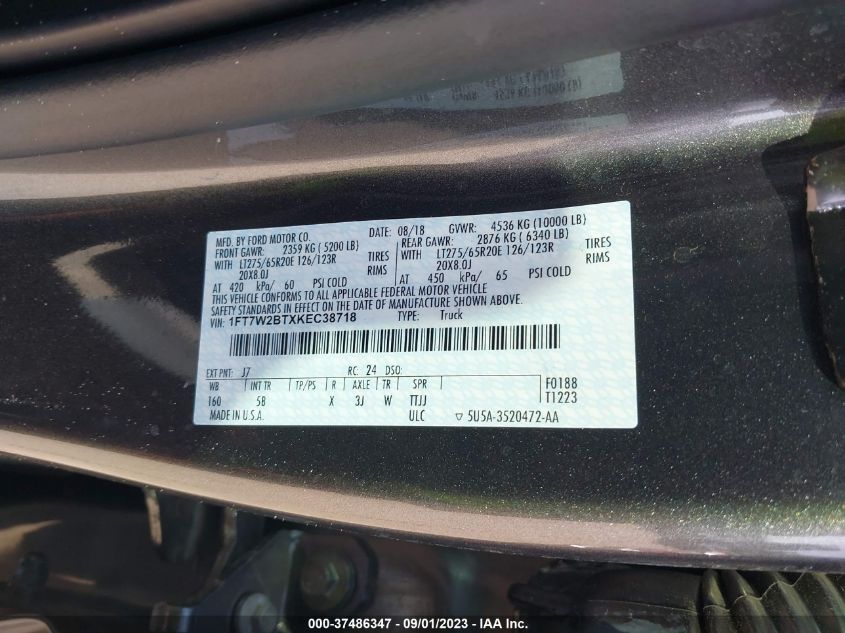 MFD. BY FORD MOTOR CO. DATE: 08/18 GVWR: 4536 KG (10000 LB)
FRONT GAWR: 2359 KG ( 5200 LB) REAR GAWR: 2876 KG ( 6340 LB)
WITH LT275/65R20E 126/123R TIRES WITH LT275/65R20E 126/123R TIRES
20X8.0J RIMS 20X8.0J RIMS
AT 420 kPa/ 60 PSI COLD AT 450 kPa/ 65 PSI COLD
THIS VEHICLE CONFORMS TO ALL APPLICABLE FEDERAL MOTOR VEHICLE
SAFETY STANDARDS IN EFFECT ON THE DATE OF MANUFACTURE SHOWN ABOVE.
VIN: 1FT7W2BTXKEC38718 TYPE: Truck
EXT PNT: J7 RC: 24 DSO:
WB INT TR TP/PS R AXLE TR SPR F0188
160 5B X 3J W TTJJ T1223
MADE IN U.S.A. ULC ▽ 5U5A-3520472-AA
000-37486347 - 09/01/2023 - IAA Inc.